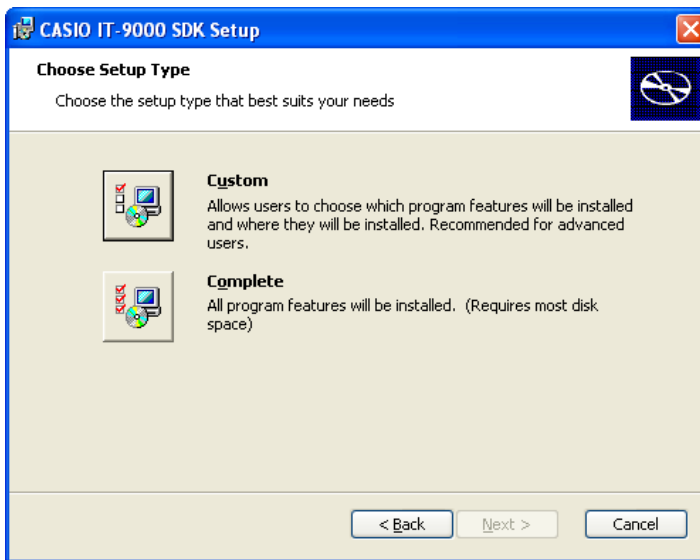 CASIO IT-9000 SDK Setup
Choose Setup Type
Choose the setup type that best suits your needs
Custom
Allows users to choose which program features will be installed
and where they will be installed. Recommended for advanced
users.
Complete
All program features will be installed. (Requires most disk
space)
< Back Next > Cancel